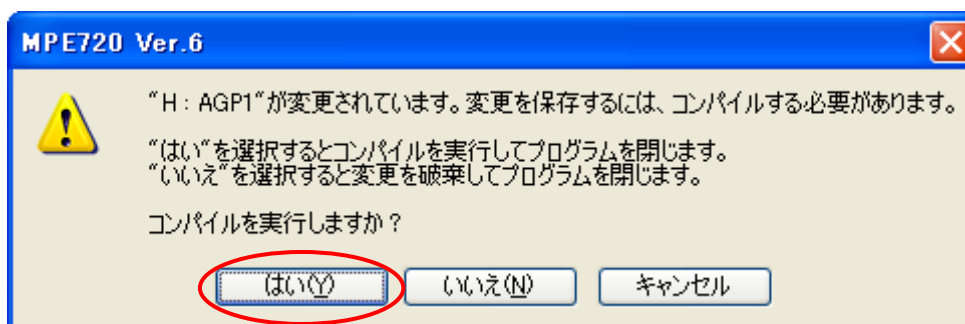 MPE720 Ver.6
“H : AGP1“が変更されています。変更を保存するには、コンパイルする必要があります。
“はい“を選択するとコンパイルを実行してプログラムを閉じます。
“いいえ“を選択すると変更を破棄してプログラムを閉じます。
コンパイルを実行しますか？
はい(Y) いいえ(N) キャンセル